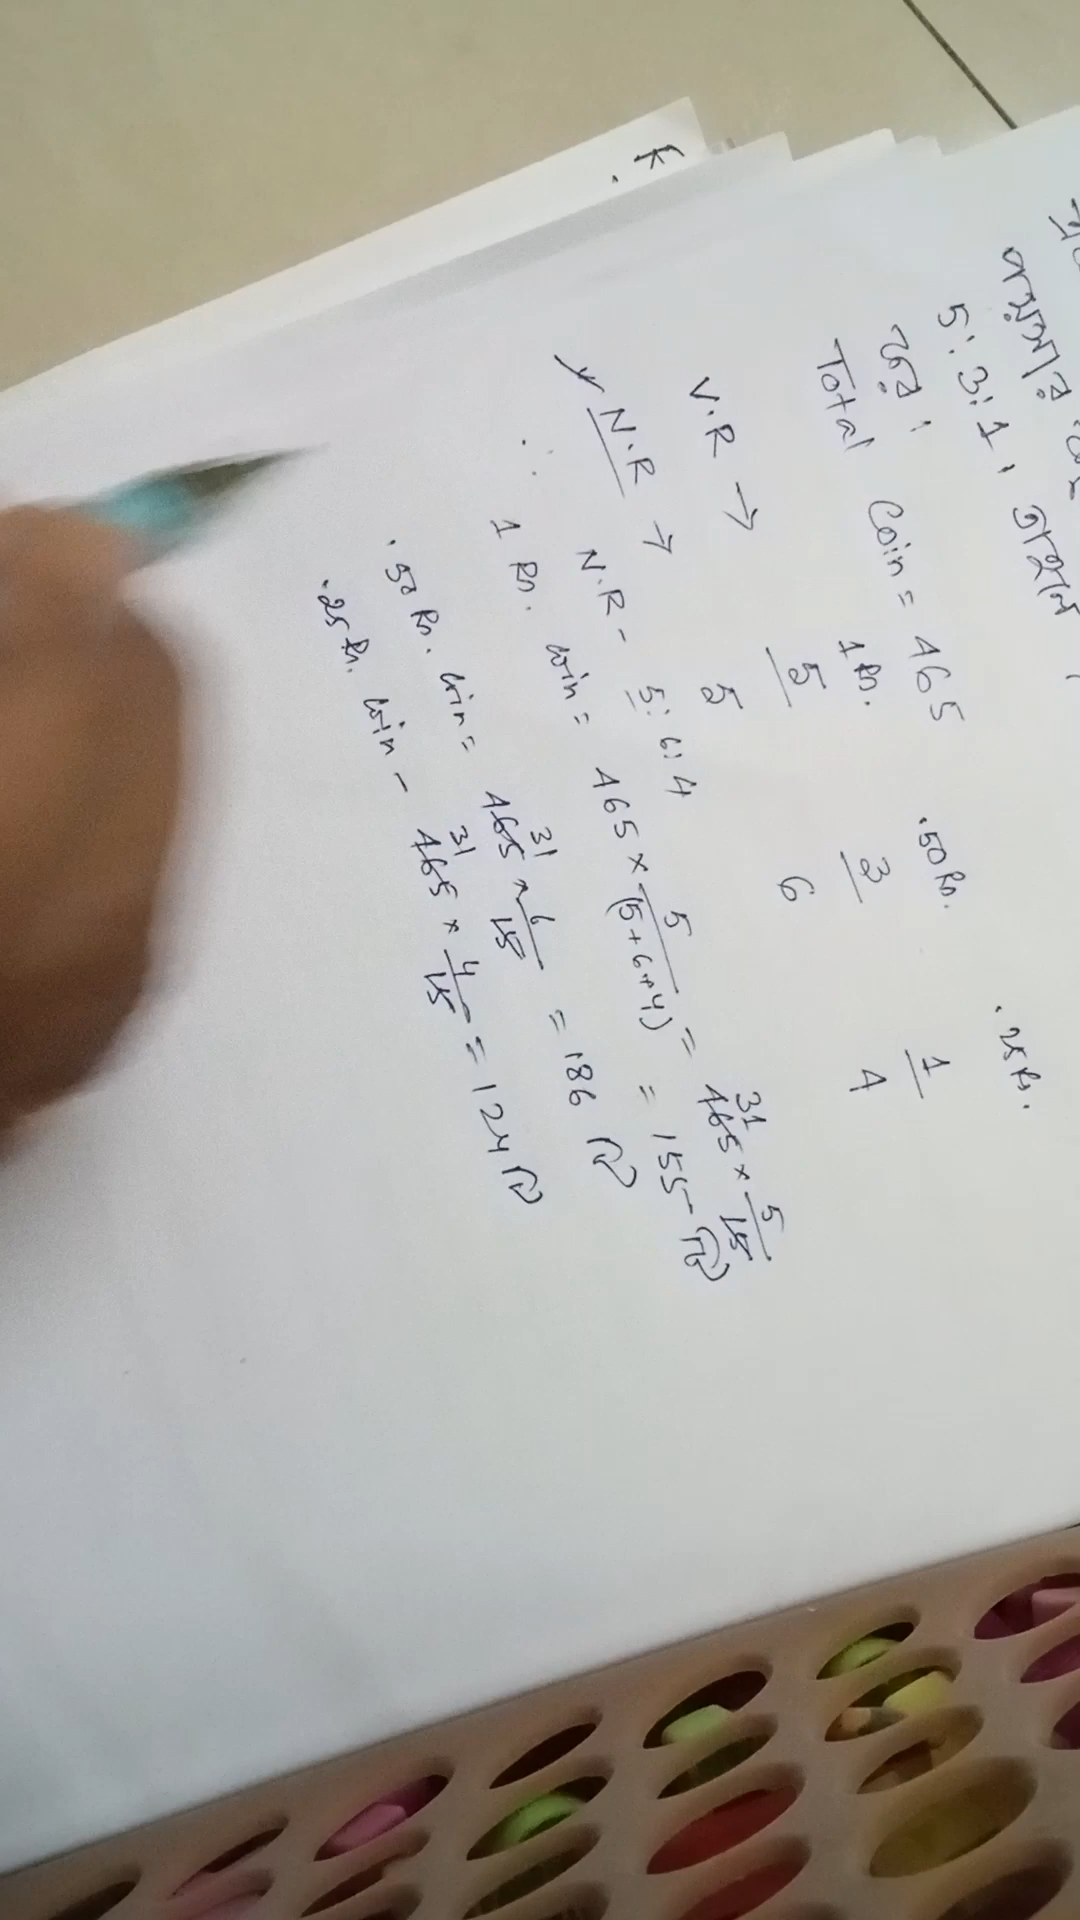 পয়সার
5:3:1, তাহলে
হয়।
Total Coin = 465
1 Rs. .50 Rs. .25 Rs.
V.R → 5 3 1
N.R → 5 6 4
N.R - 5:6:4
∴ 1 Rs. coin = 465 × 5/(5+6+4) = 465 × 5/15 31
= 155 টি
.50 Rs. coin = 465 × 6/15 31 = 186 টি
.25 Rs. coin - 465 × 4/15 31 = 124 টি
K.